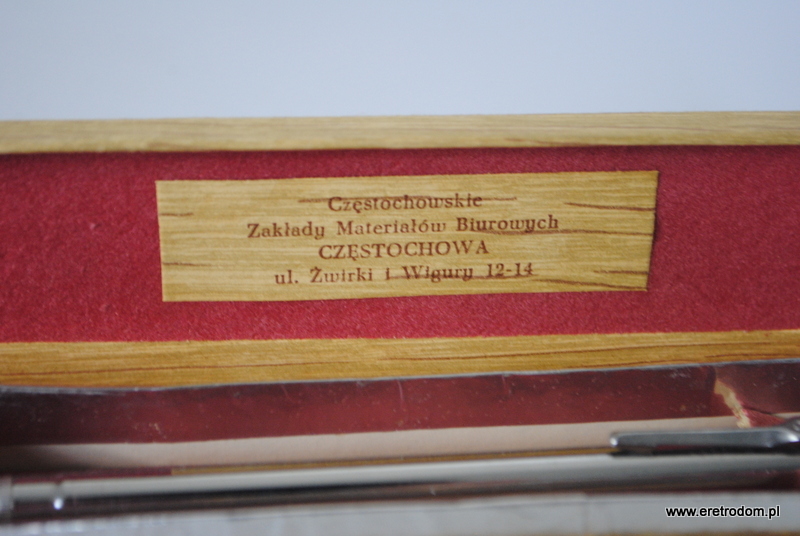 Częstochowskie
Zakłady Materiałów Biurowych
CZĘSTOCHOWA
ul. Żwirki i Wigury 12-14
www.eretrodom.pl